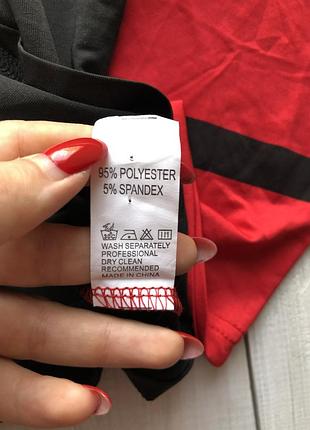 95% POLYESTER
5% SPANDEX
WASH SEPARATELY
PROFESSIONAL
DRY CLEAN
RECOMMENDED
MADE IN CHINA